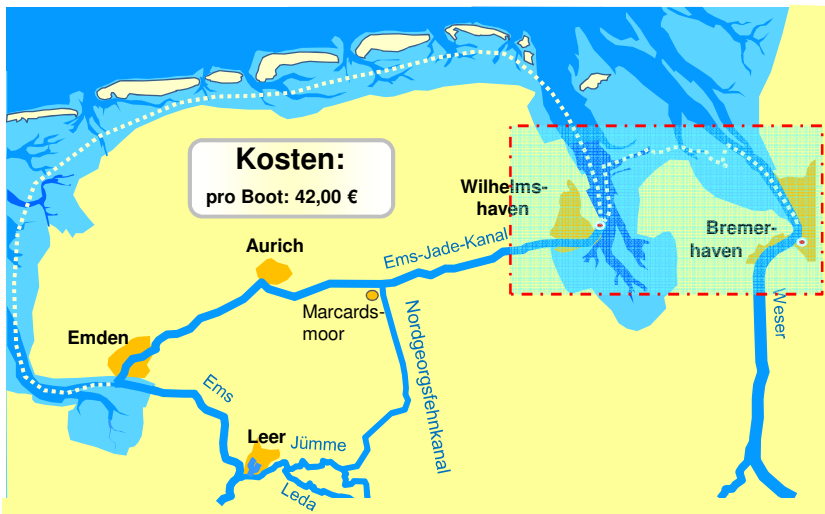 Kosten:
pro Boot: 42,00 €
Wilhelms-
haven
Bremer-
haven
Aurich
Ems-Jade-Kanal
Marcards-
moor
Nordgeorgsfehnkanal
Weser
Emden
Ems
Leer
Jümme
Leda